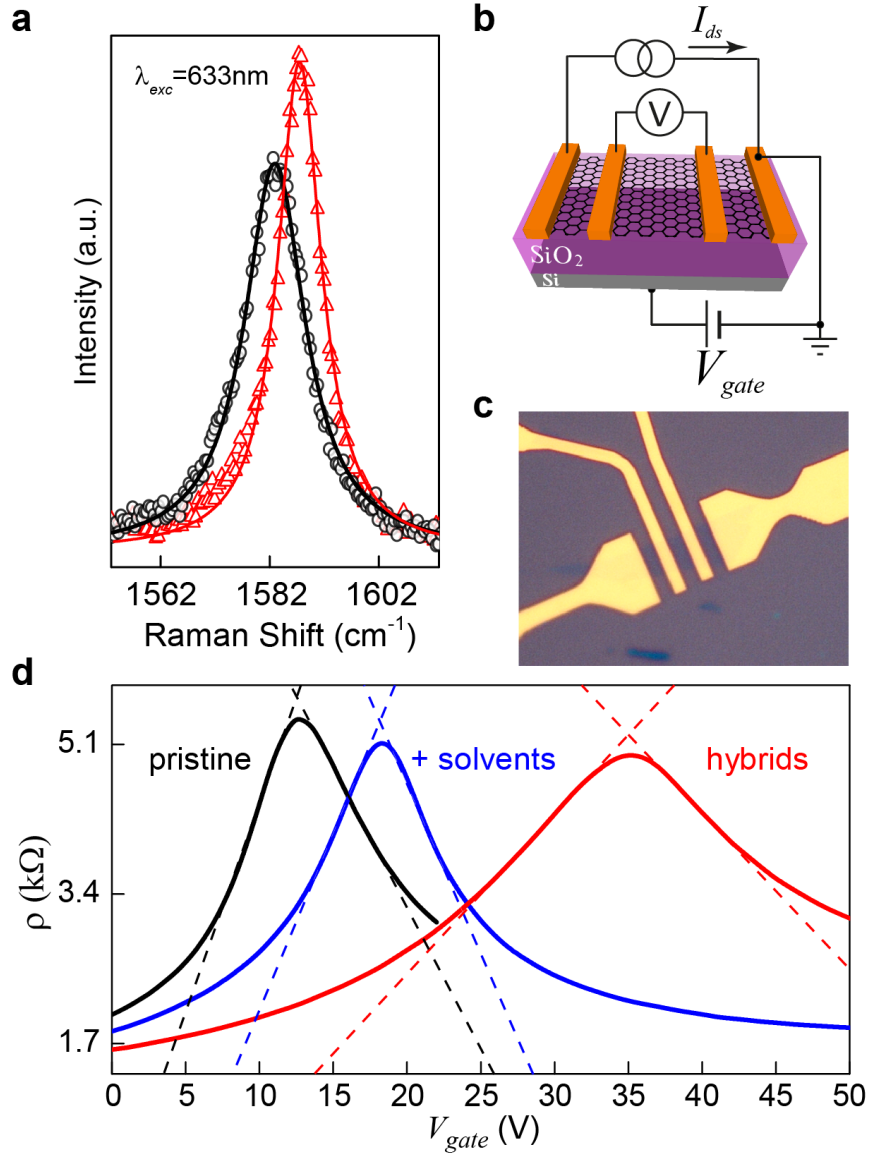 a
λexc=633nm
Intensity (a.u.)
1562 1582 1602
Raman Shift (cm-1)
b
Ids
V
SiO2
Si
Vgate
c
d
pristine + solvents hybrids
5.1
3.4
1.7
ρ (kΩ)
0 5 10 15 20 25 30 35 40 45 50
Vgate (V)